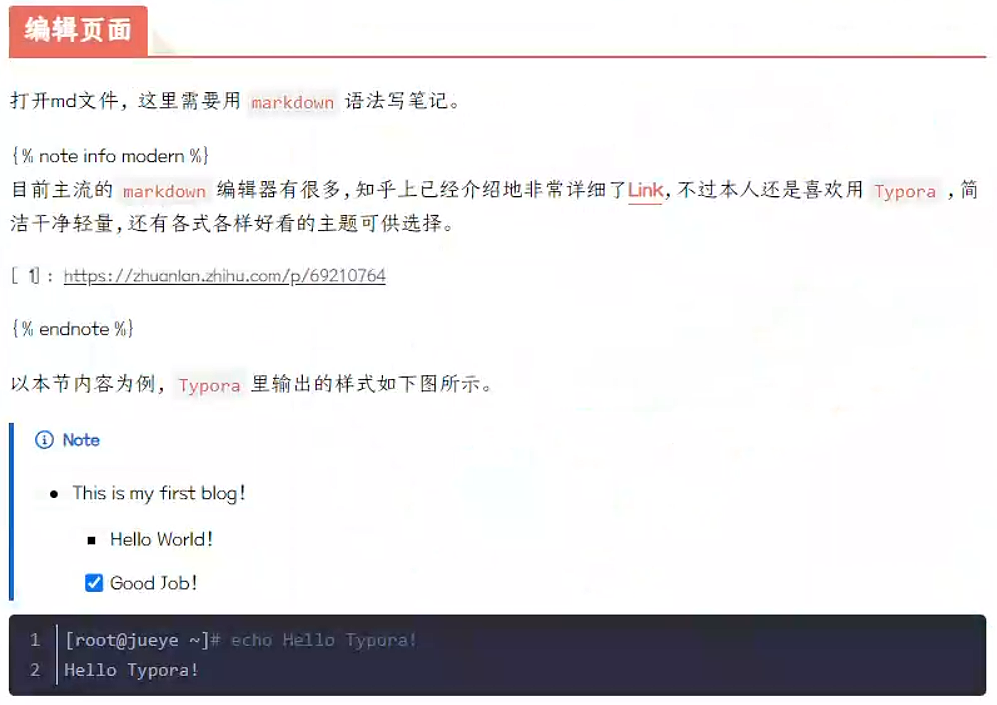 编辑页面
打开md文件，这里需要用 markdown 语法写笔记。
{% note info modern %}
目前主流的 markdown 编辑器有很多,知乎上已经介绍地非常详细了Link,不过本人还是喜欢用 Typora ,简
洁干净轻量,还有各式各样好看的主题可供选择。
[ 1] : https://zhuanlan.zhihu.com/p/69210764
{% endnote %}
以本节内容为例， Typora 里输出的样式如下图所示。
Note
This is my first blog!
Hello World!
Good Job!
1 [root@jueye ~]# echo Hello Typora!
2 Hello Typora!